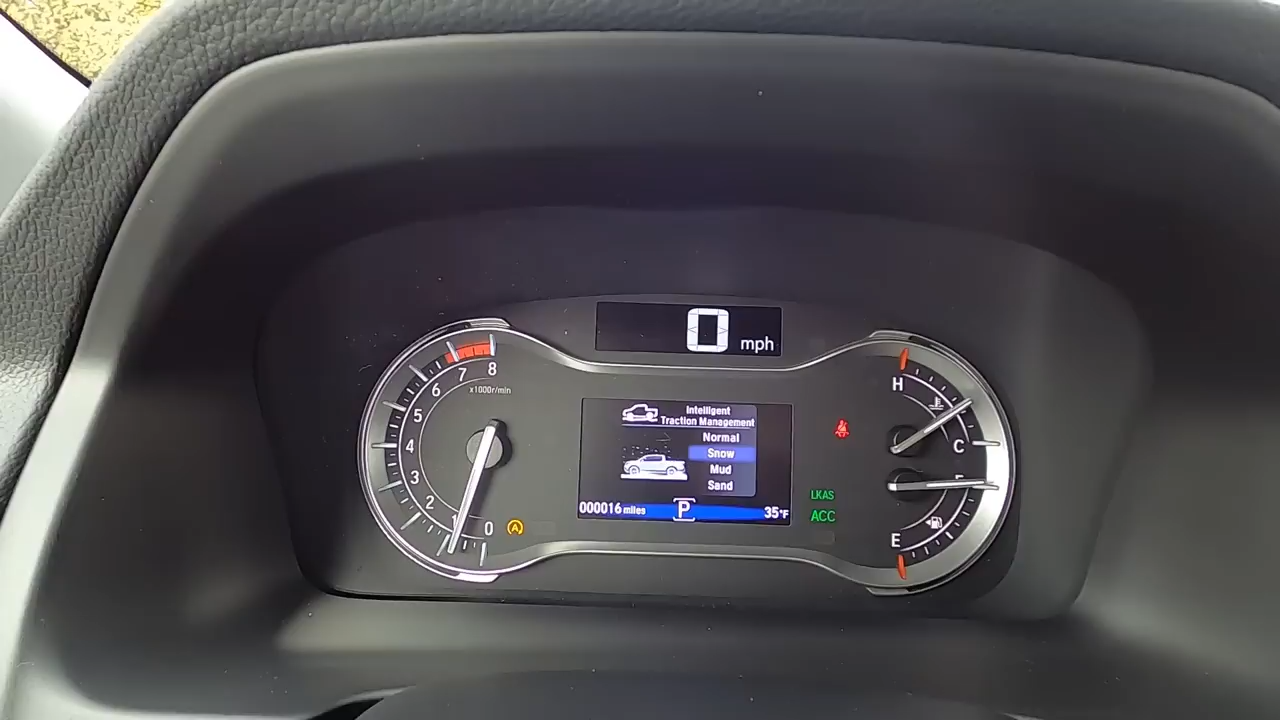 0 mph
8
7
6
5
4
3
2
1
0
x1000r/min
A
Intelligent
Traction Management
Normal
Snow
Mud
Sand
000016 miles P 35°F
LKAS
ACC
H
C
F
E